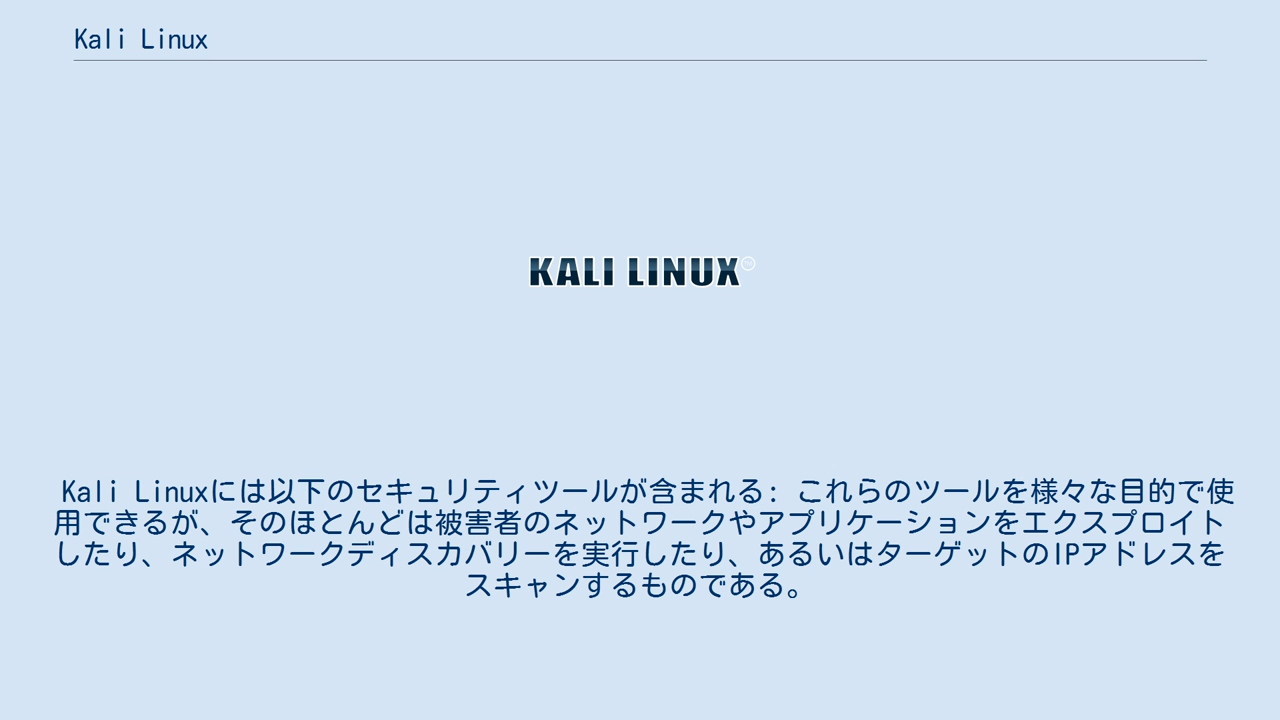 Kali Linux
KALI LINUX
Kali Linuxには以下のセキュリティツールが含まれる: これらのツールを様々な目的で使
用できるが、そのほとんどは被害者のネットワークやアプリケーションをエクスプロイト
したり、ネットワークディスカバリーを実行したり、あるいはターゲットのIPアドレスを
スキャンするものである。